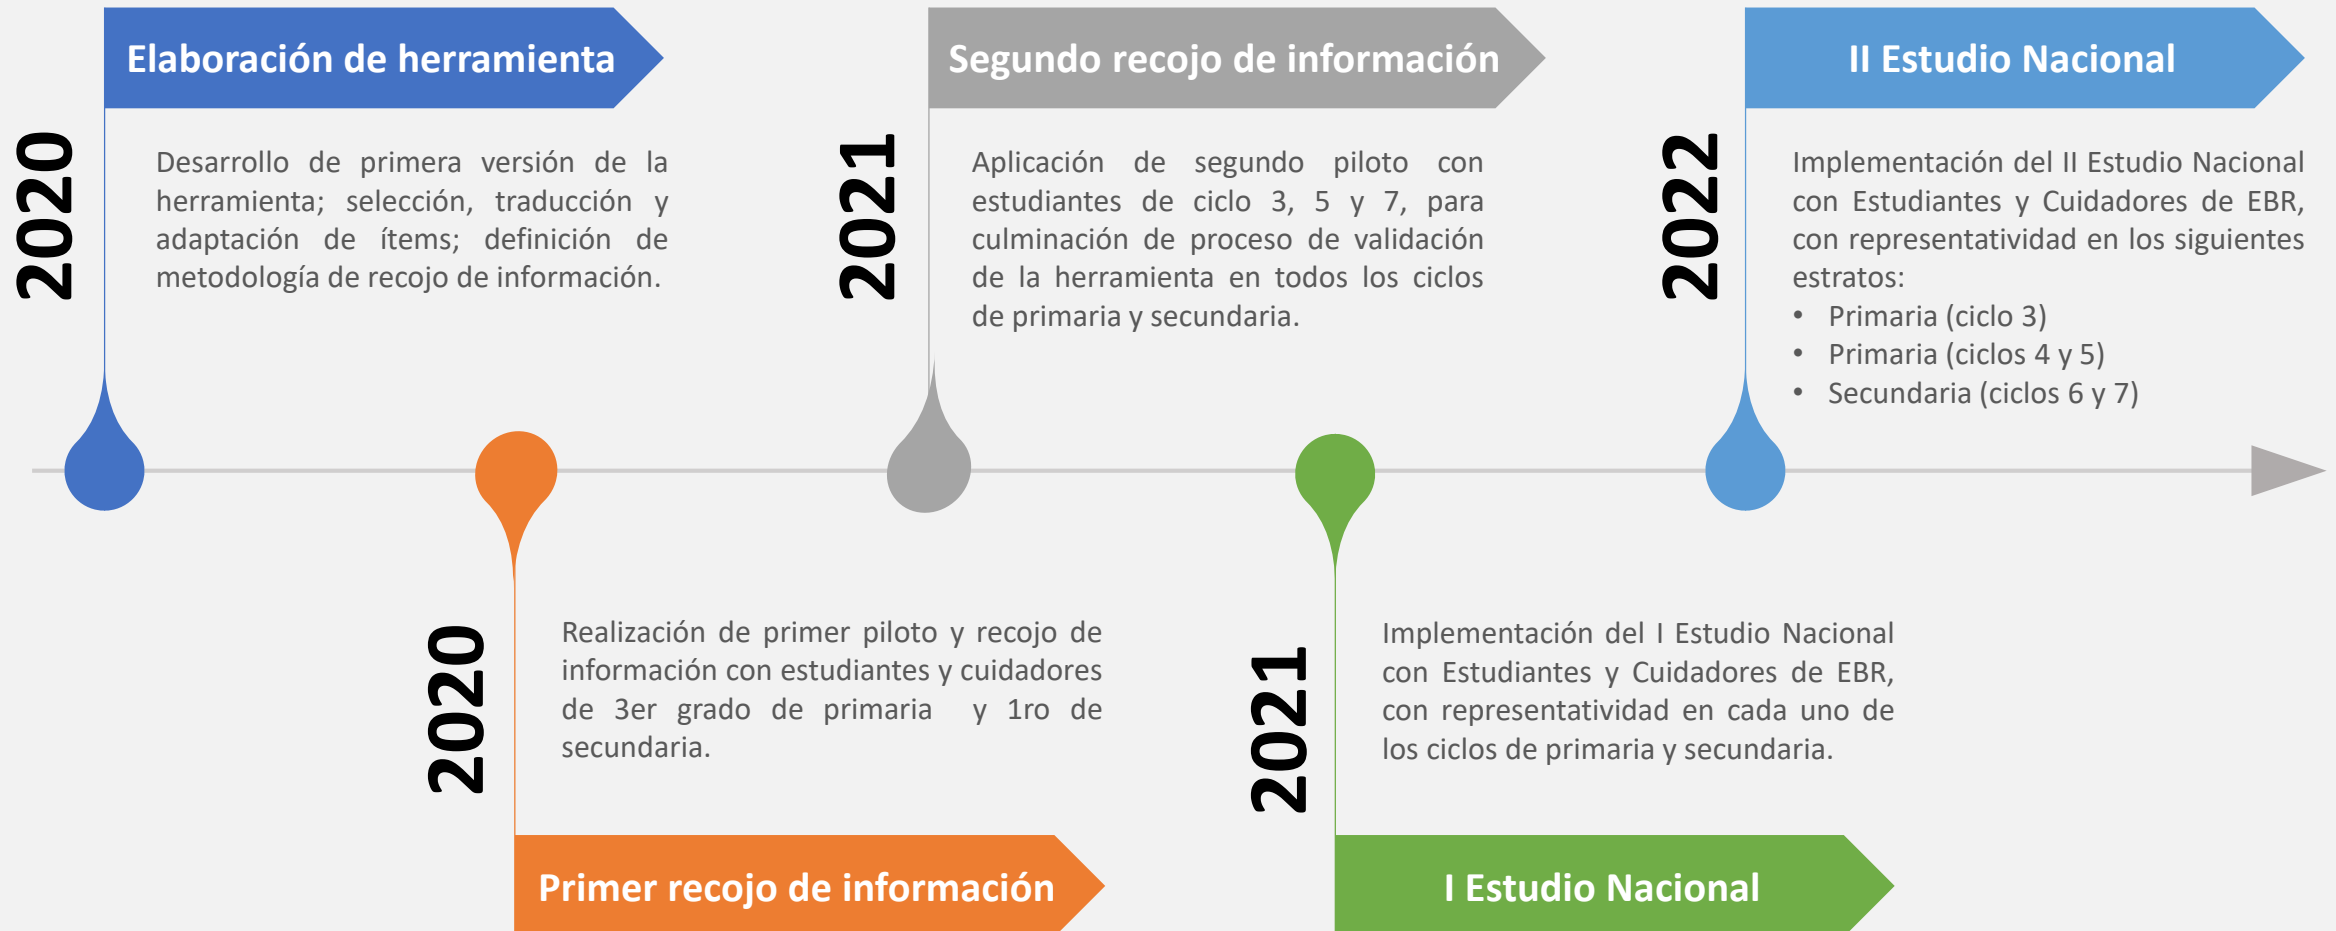 Elaboración de herramienta
2020
Desarrollo de primera versión de la
herramienta; selección, traducción y
adaptación de ítems; definición de
metodología de recojo de información.
2020
Realización de primer piloto y recojo de
información con estudiantes y cuidadores
de 3er grado de primaria y 1ro de
secundaria.
Primer recojo de información
Segundo recojo de información
2021
Aplicación de segundo piloto con
estudiantes de ciclo 3, 5 y 7, para
culminación de proceso de validación
de la herramienta en todos los ciclos
de primaria y secundaria.
2021
Implementación del I Estudio Nacional
con Estudiantes y Cuidadores de EBR,
con representatividad en cada uno de
los ciclos de primaria y secundaria.
I Estudio Nacional
II Estudio Nacional
2022
Implementación del II Estudio Nacional
con Estudiantes y Cuidadores de EBR,
con representatividad en los siguientes
estratos:
• Primaria (ciclo 3)
• Primaria (ciclos 4 y 5)
• Secundaria (ciclos 6 y 7)